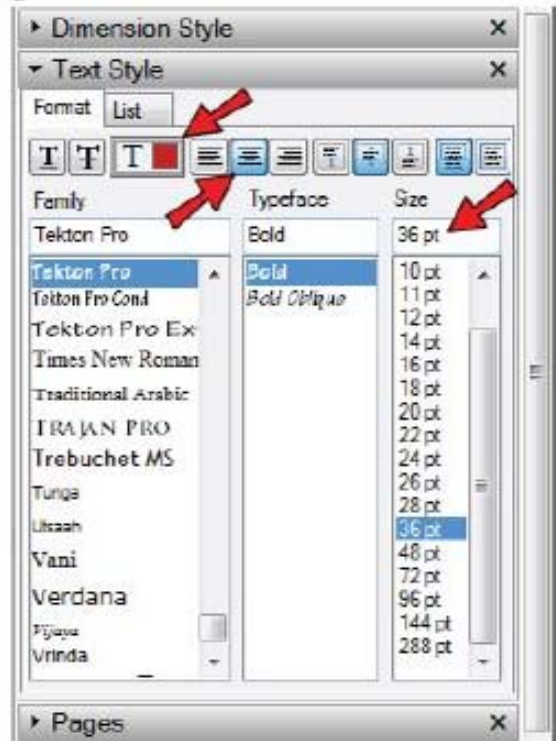 Dimension Style
Text Style
Format List
T T T
Family Typeface Size
Tekton Pro Bold 36 pt
Tekton Pro
Tekton Pro Cond
Tekton Pro Ex
Times New Roman
Traditional Arabic
TRAJAN PRO
Trebuchet MS
Tunga
Utsaah
Vani
Verdana
Vijaya
Vrinda
Bold
Bold Oblique
10 pt
11 pt
12 pt
14 pt
16 pt
18 pt
20 pt
22 pt
24 pt
26 pt
28 pt
36 pt
48 pt
72 pt
96 pt
144 pt
288 pt
Pages